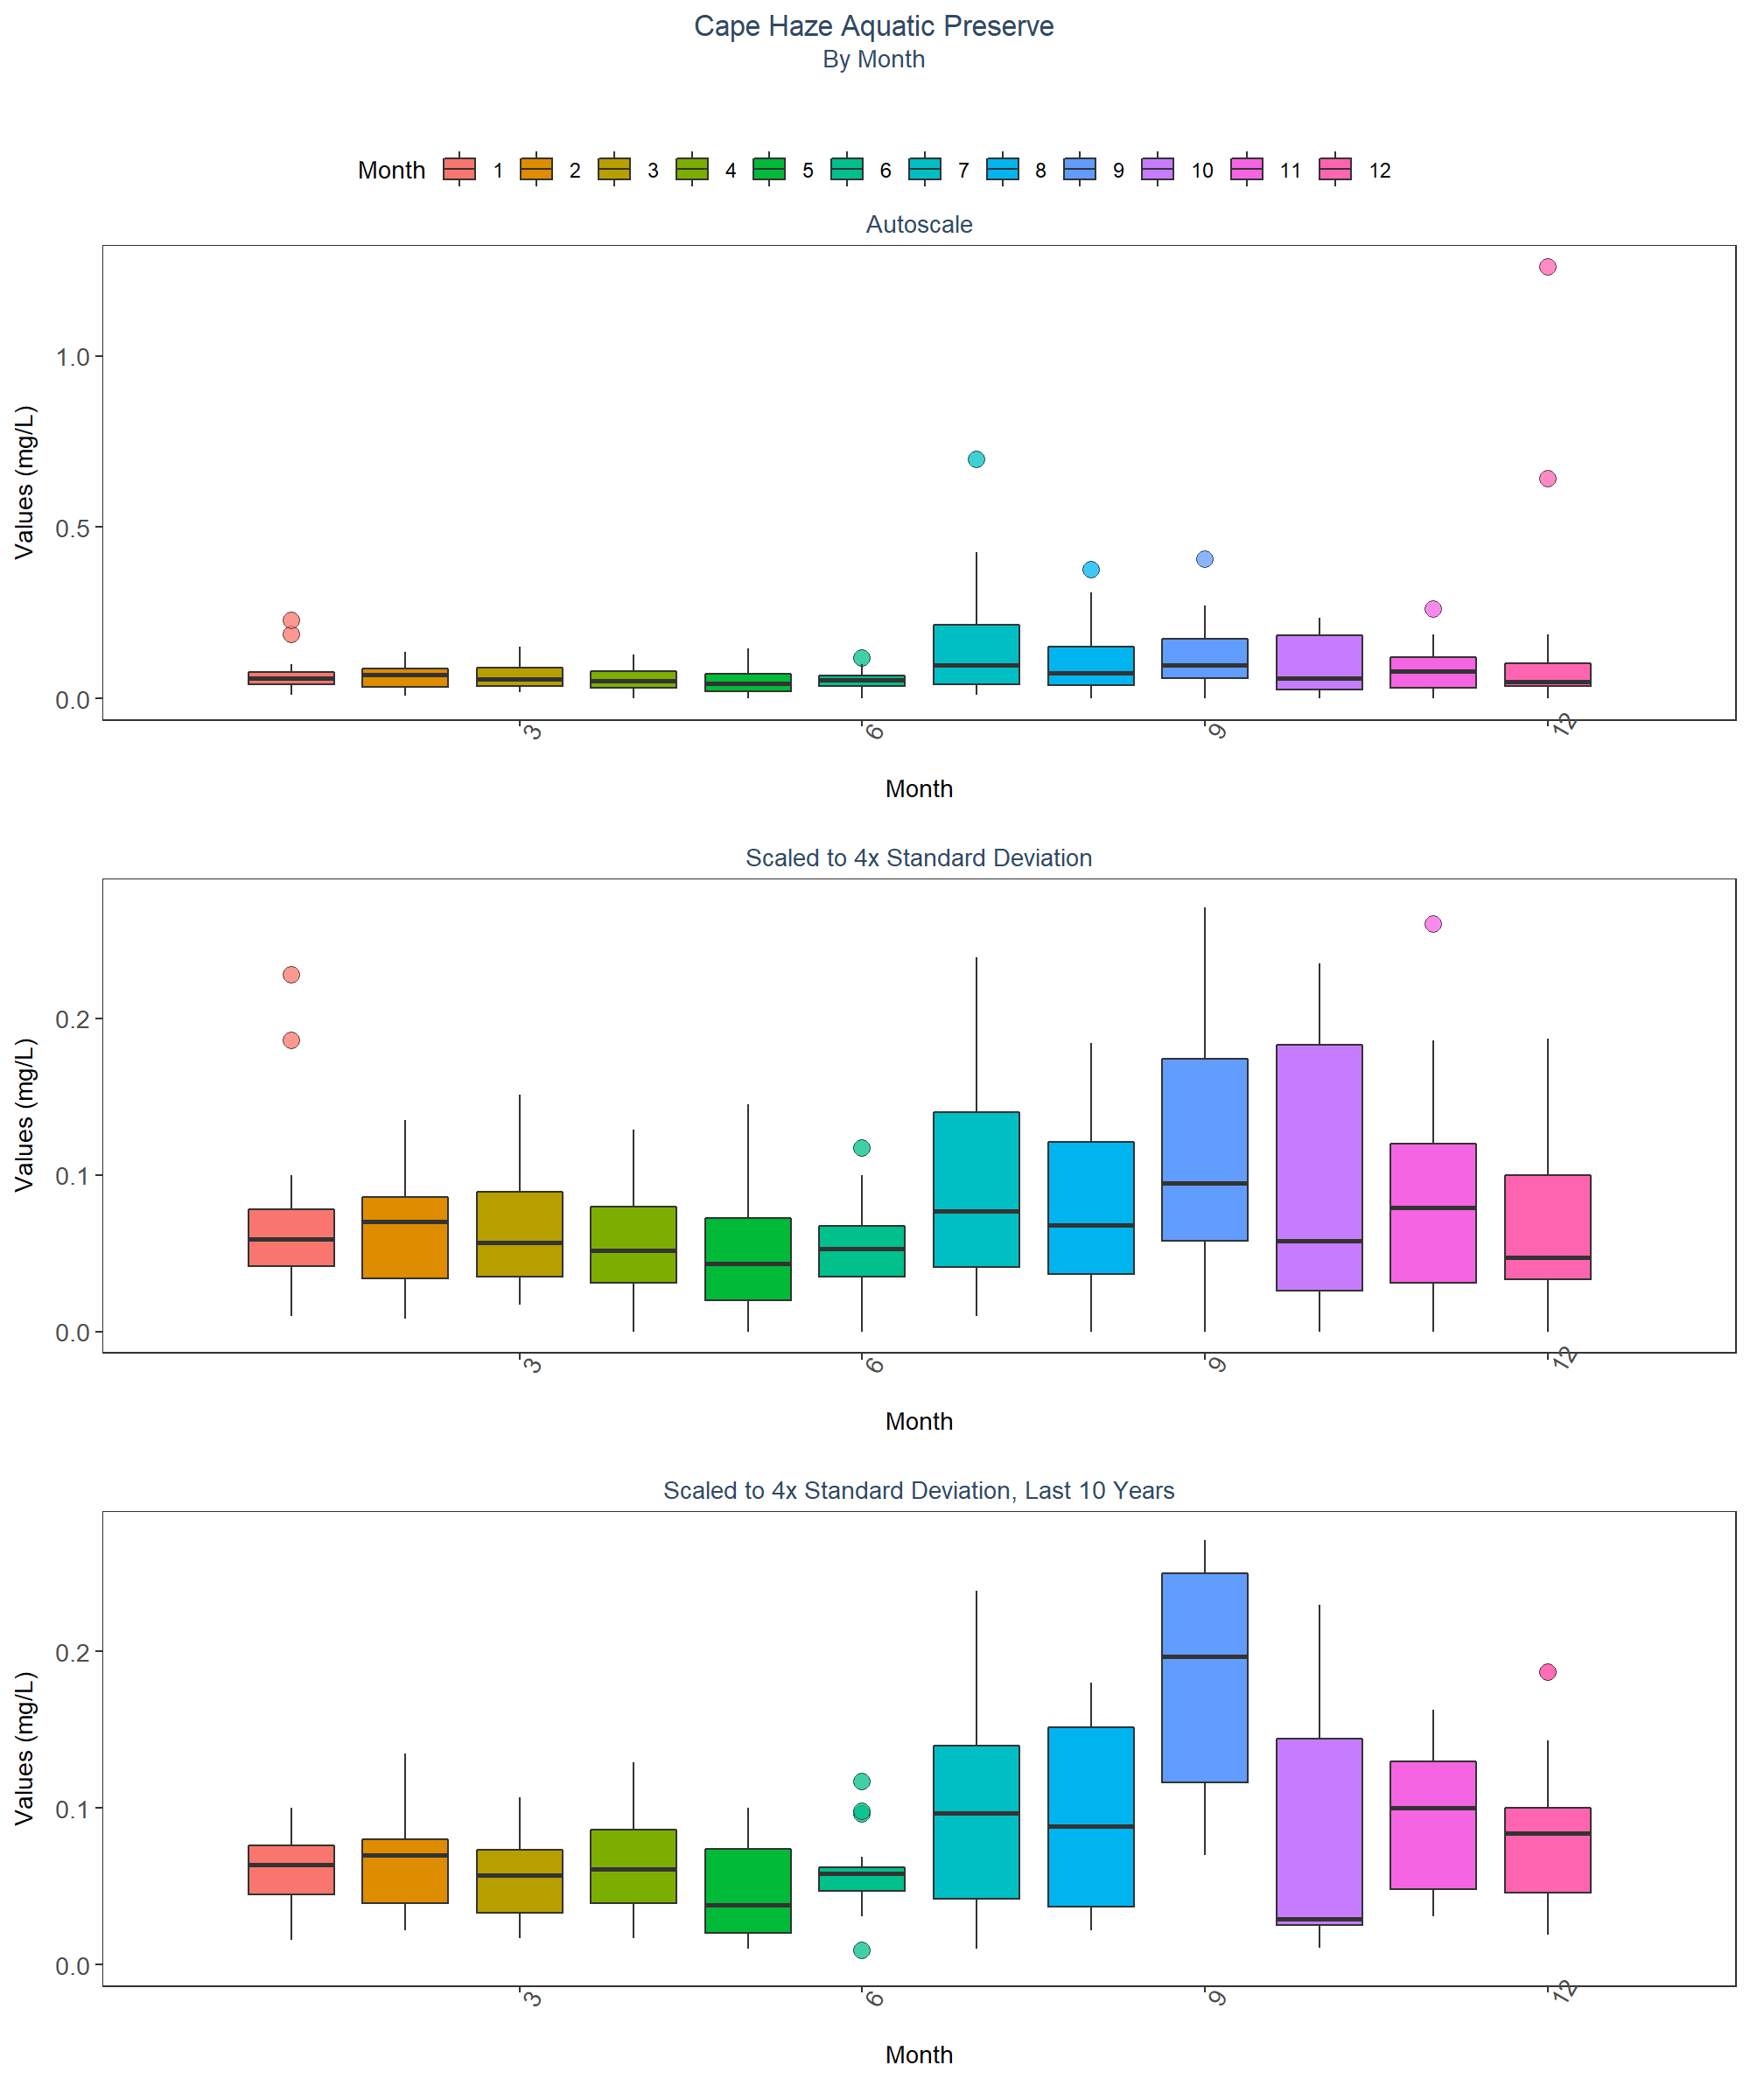 Cape Haze Aquatic Preserve
By Month
Month 1 2 3 4 5 6 7 8 9 10 11 12
Autoscale
Values (mg/L)
1.0
0.5
0.0
3 6 9 12
Month
Scaled to 4x Standard Deviation
Values (mg/L)
0.2
0.1
0.0
3 6 9 12
Month
Scaled to 4x Standard Deviation, Last 10 Years
Values (mg/L)
0.2
0.1
0.0
3 6 9 12
Month